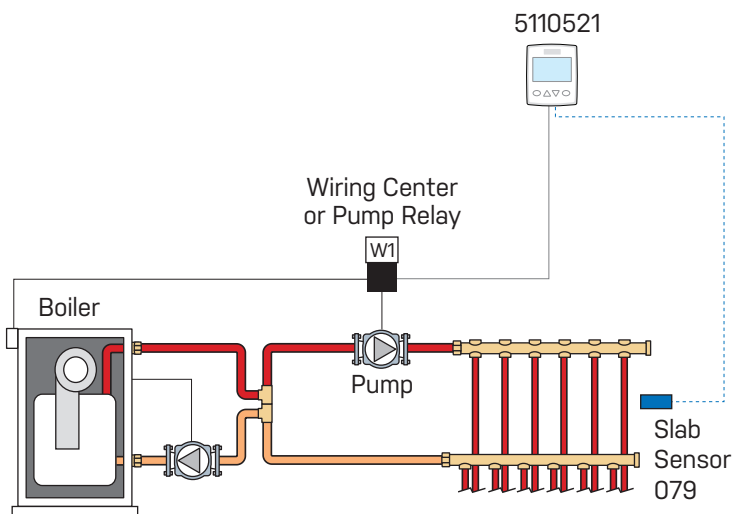 5110521
Wiring Center
or Pump Relay
W1
Boiler
Pump
Slab
Sensor
079